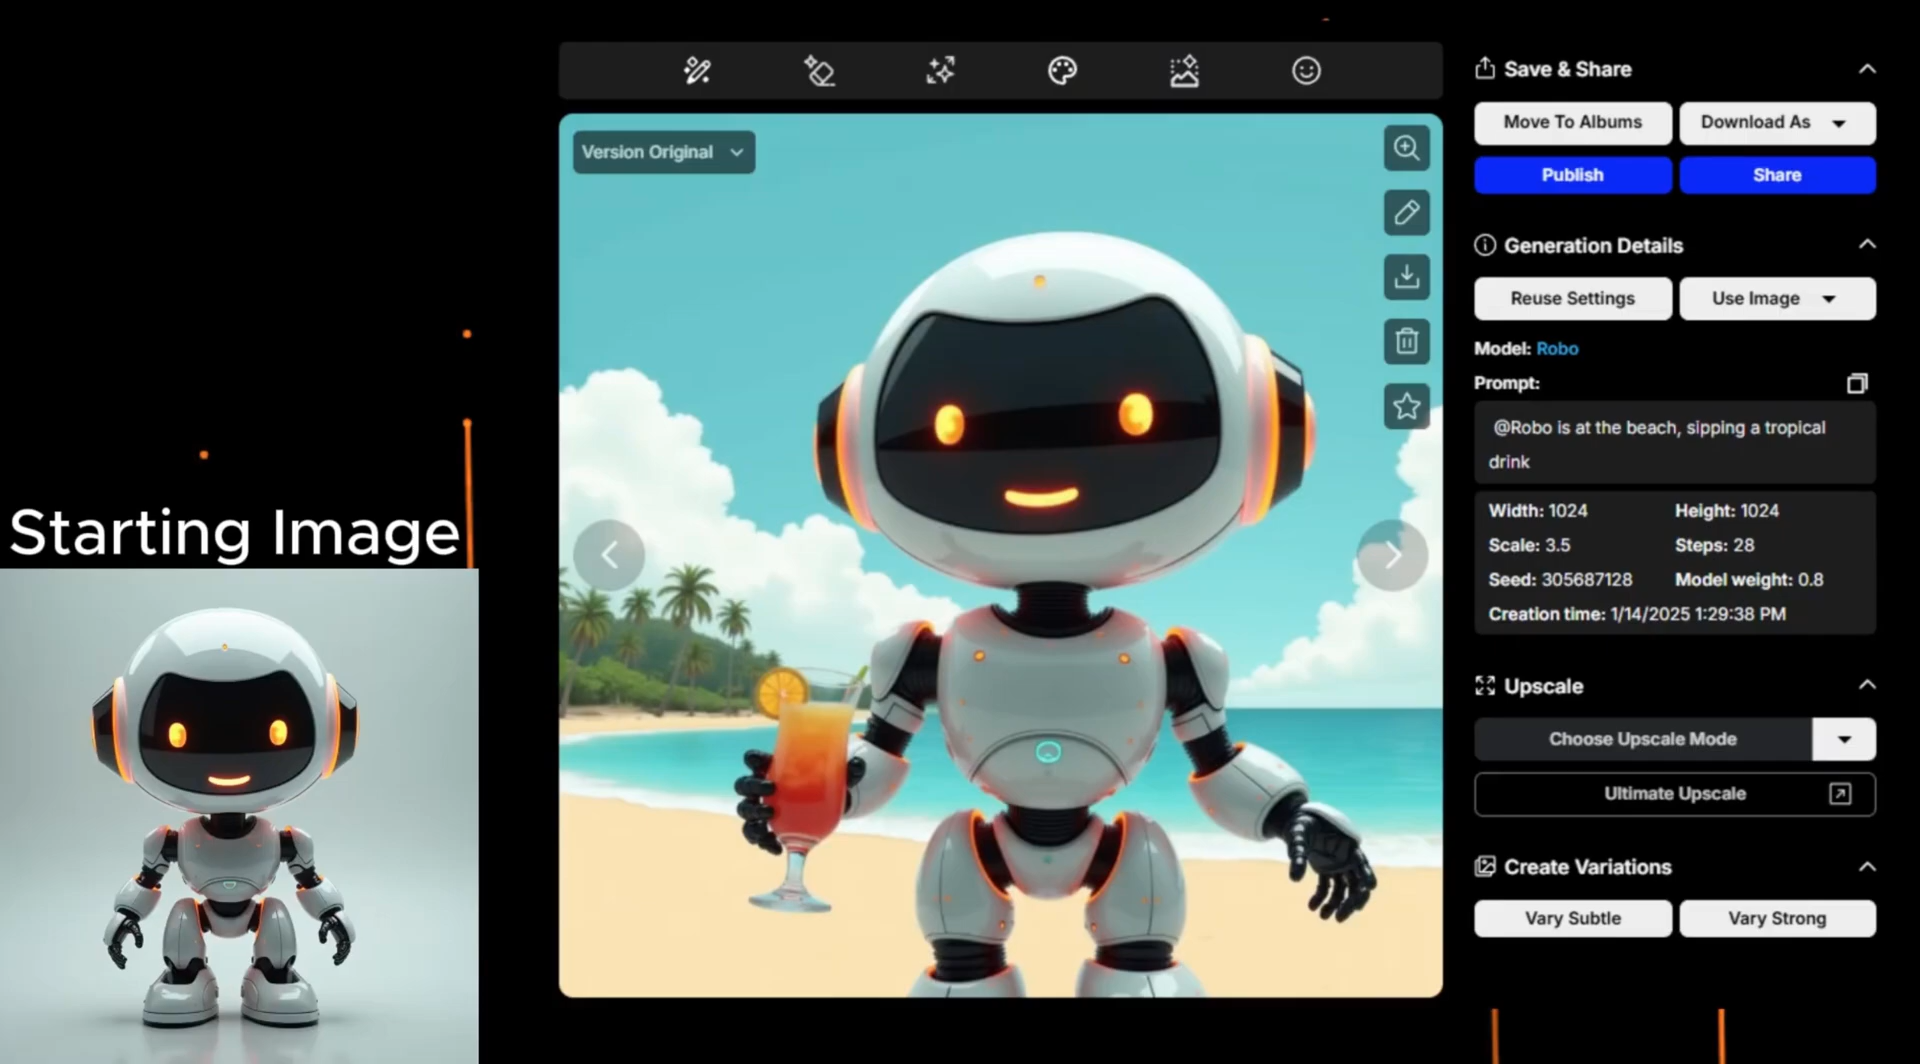 Starting Image
Version Original
Save & Share
Move To Albums
Download As
Publish
Share
Generation Details
Reuse Settings
Use Image
Model: Robo
Prompt:
@Robo is at the beach, sipping a tropical
drink
Width: 1024
Height: 1024
Scale: 3.5
Steps: 28
Seed: 305687128
Model weight: 0.8
Creation time: 1/14/2025 1:29:38 PM
Upscale
Choose Upscale Mode
Ultimate Upscale
Create Variations
Vary Subtle
Vary Strong